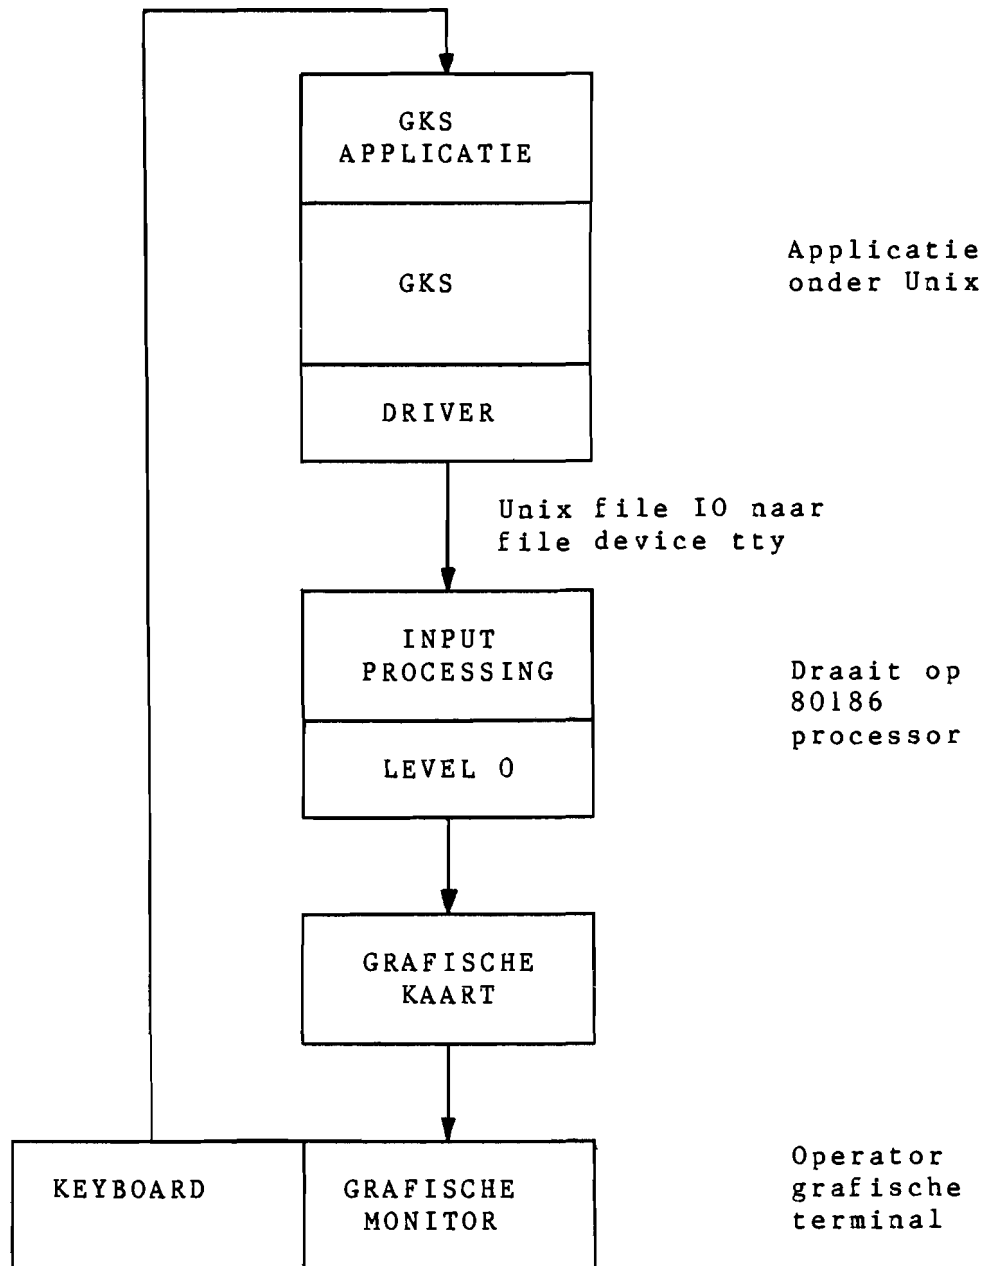 GKS
APPLICATIE
GKS
Applicatie
onder Unix
DRIVER
Unix file IO naar
file device tty
INPUT
PROCESSING
Draait op
80186
processor
LEVEL 0
GRAFISCHE
KAART
KEYBOARD
GRAFISCHE
MONITOR
Operator
grafische
terminal